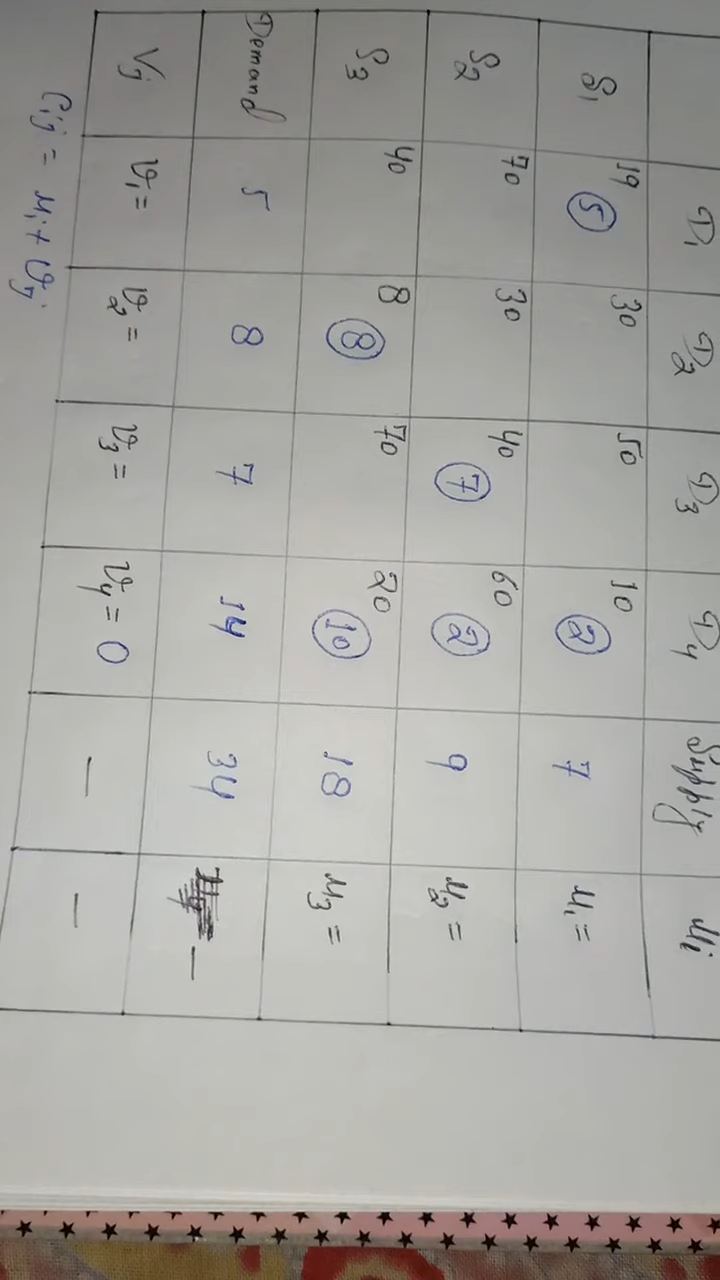 D1 D2 D3 D4 Supply ui
S1 19 (5) 30 50 10 (2) 7 u1 =
S2 70 30 40 (7) 60 (2) 9 u2 =
S3 40 8 (8) 70 20 (10) 18 u3 =
Demand 5 8 7 14 34 –
Vj v1 = v2 = v3 = v4 = 0 – –
Cij = ui + vj